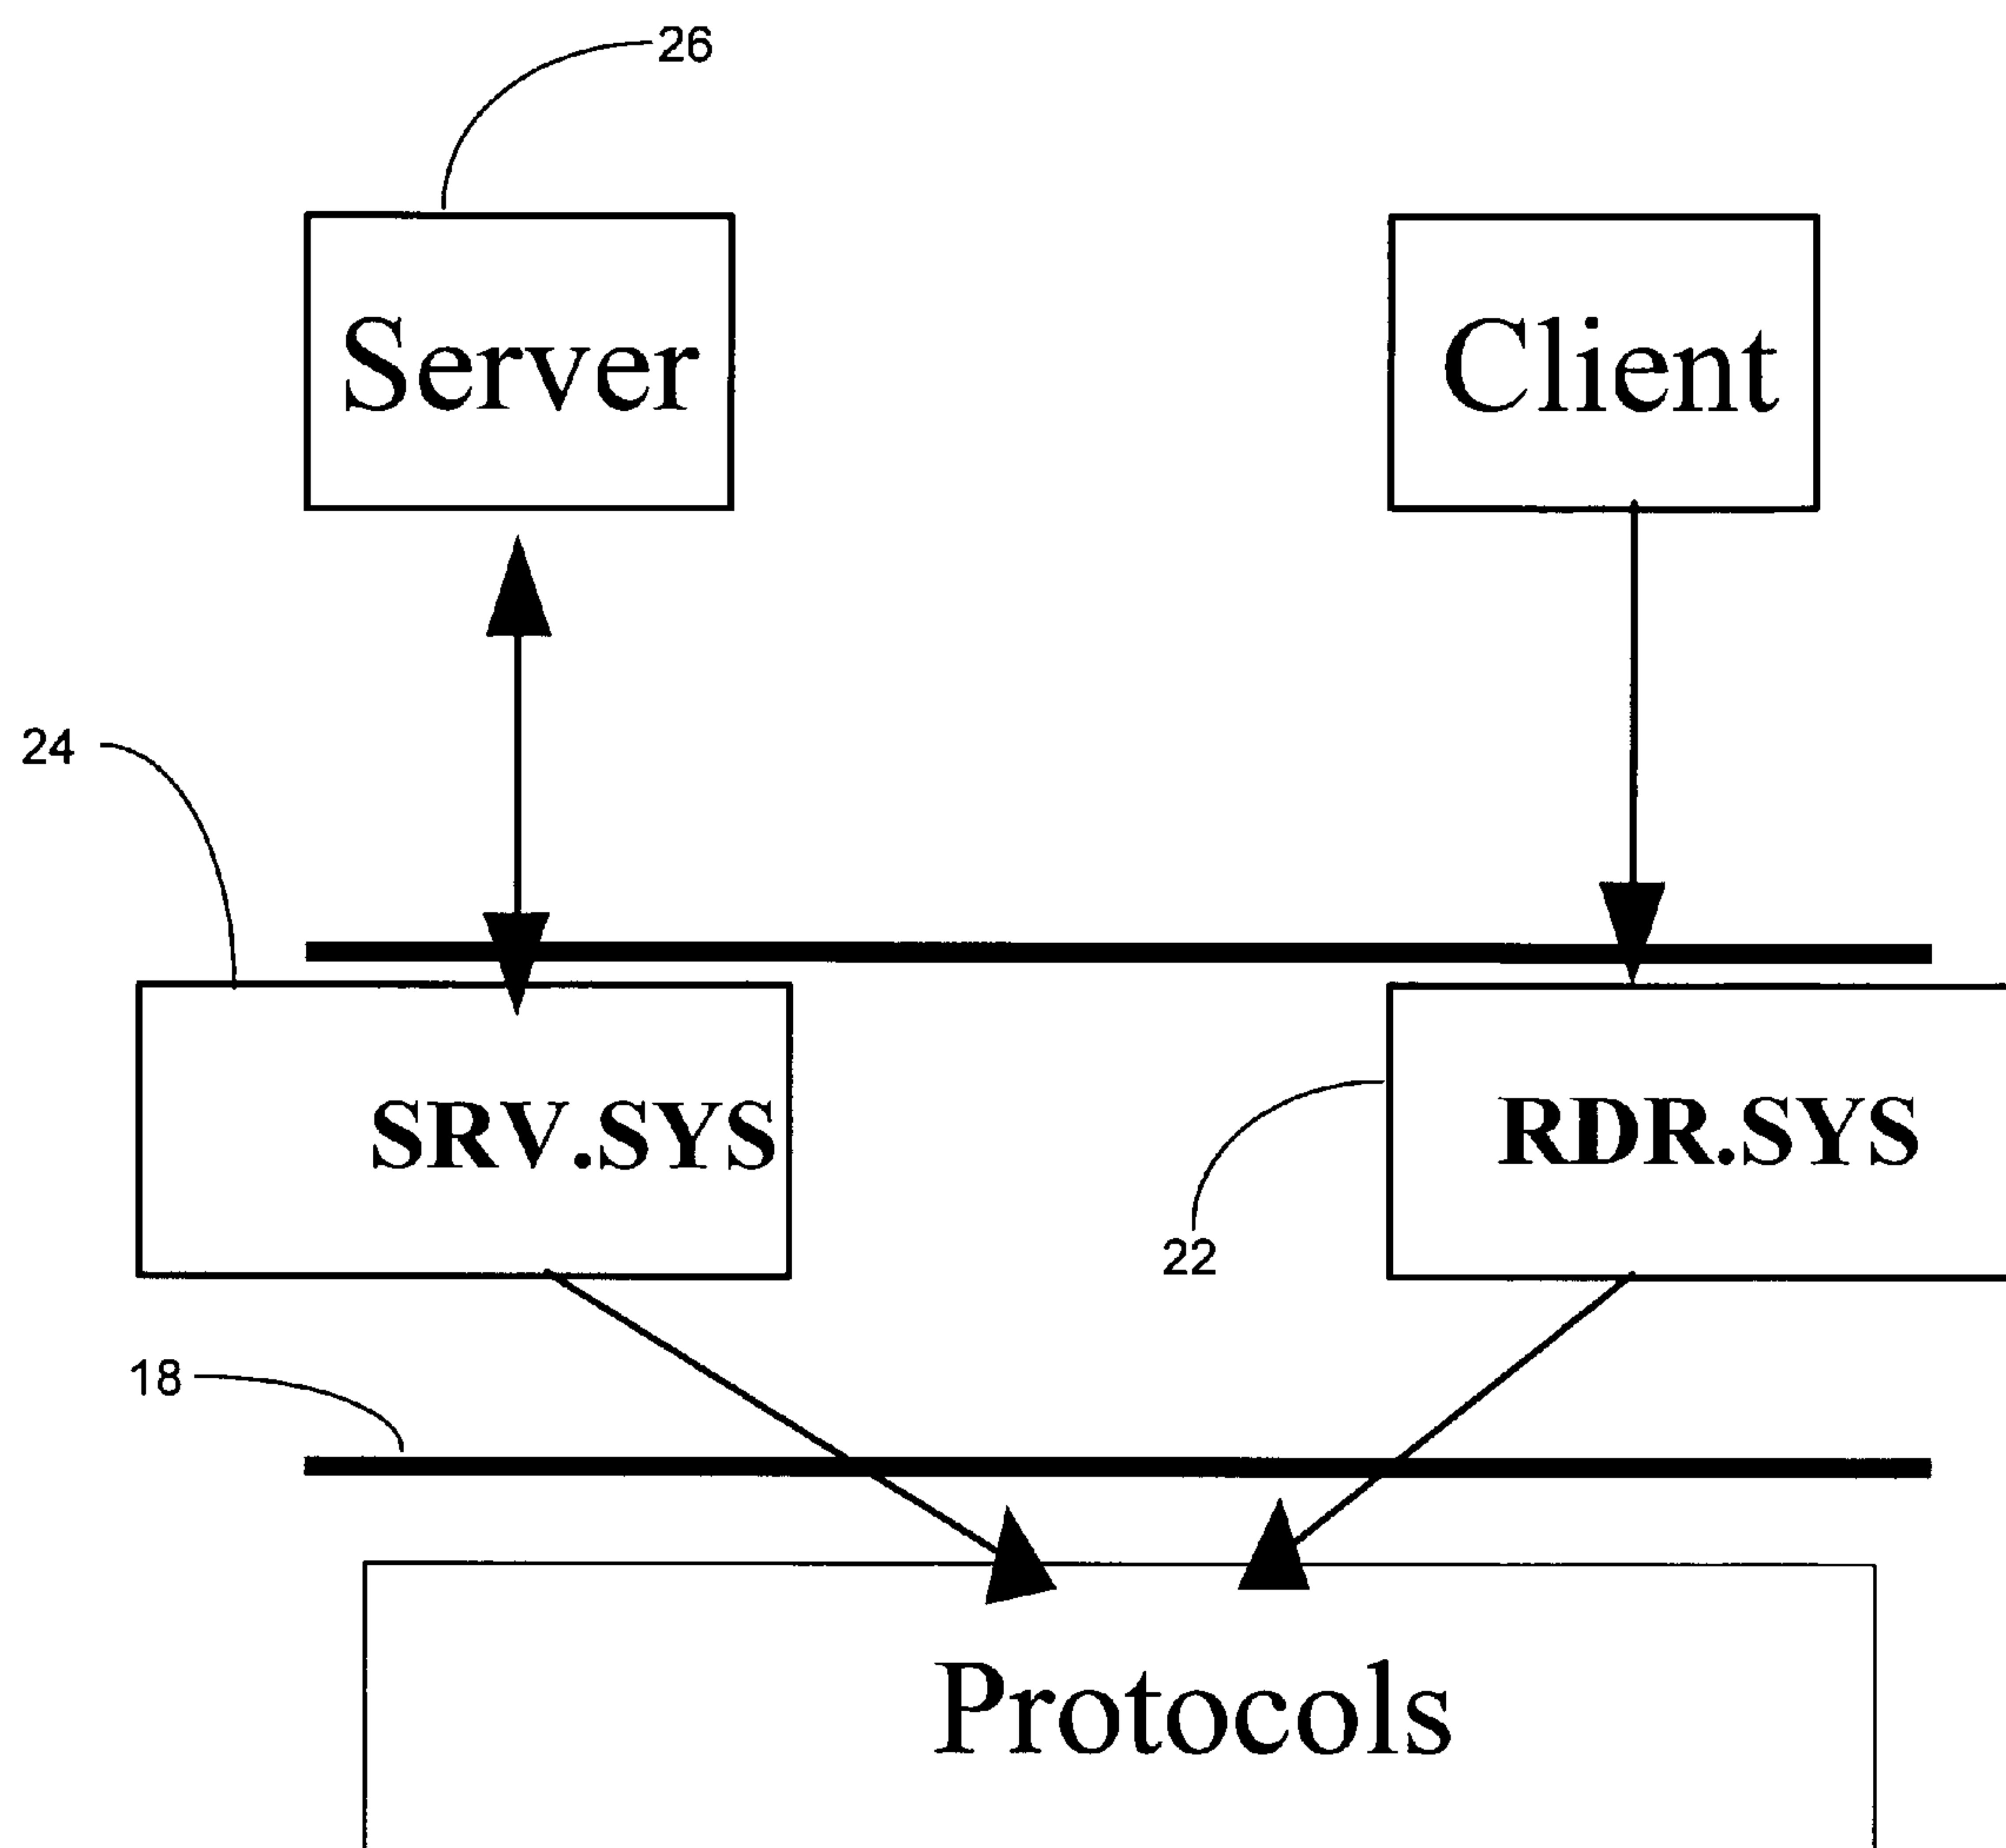 26
Server
Client
24
SRV.SYS
RDR.SYS
22
18
Protocols